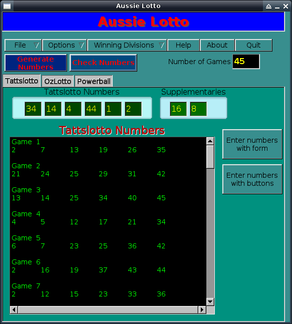 Aussie Lotto
Aussie Lotto
File Options Winning Divisions Help About Quit
Generate Numbers
Check Numbers
Number of Games 45
Tattslotto OzLotto Powerball
Tattslotto Numbers
Supplementaries
34 14 4 44 1 2
16 8
Tattslotto Numbers
Game 1
2 7 13 19 26 35
Game 2
21 24 25 29 31 42
Game 3
13 14 25 34 40 45
Game 4
4 5 12 17 21 34
Game 5
6 7 23 25 36 42
Game 6
2 16 19 37 43 44
Game 7
2 12 15 23 33 36
Enter numbers
with form
Enter numbers
with buttons